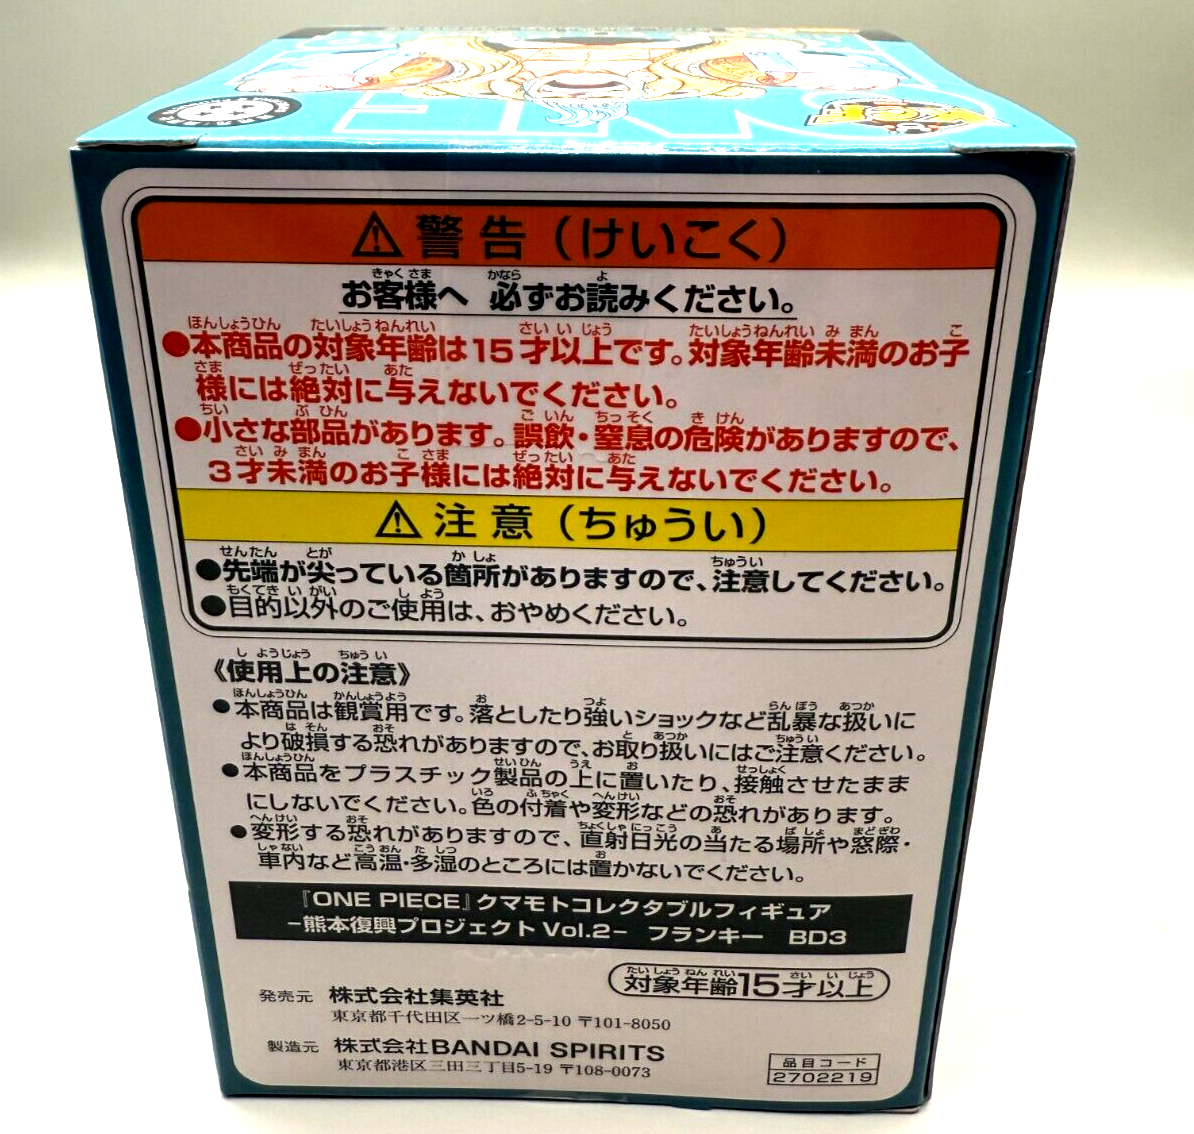 ⚠警告（けいこく）
お客様へ 必ずお読みください。
●本商品の対象年齢は15才以上です。対象年齢未満のお子
様には絶対に与えないでください。
●小さな部品があります。誤飲・窒息の危険がありますので、
3才未満のお子様には絶対に与えないでください。
⚠注意（ちゅうい）
●先端が尖っている箇所がありますので、注意してください。
●目的以外のご使用は、おやめください。
《使用上の注意》
●本商品は観賞用です。落としたり強いショックなど乱暴な扱いに
より破損する恐れがありますので、お取り扱いにはご注意ください。
●本商品をプラスチック製品の上に置いたり、接触させたまま
にしないでください。色の付着や変形などの恐れがあります。
●変形する恐れがありますので、直射日光の当たる場所や窓際・
車内など高温・多湿のところには置かないでください。
『ONE PIECE』クマモトコレクタブルフィギュア
-熊本復興プロジェクト Vol.2- フランキー BD3
対象年齢15才以上
発売元 株式会社集英社
東京都千代田区一ツ橋2-5-10 〒101-8050
製造元 株式会社BANDAI SPIRITS
東京都港区三田三丁目5-19 〒108-0073
品目コード
2702219